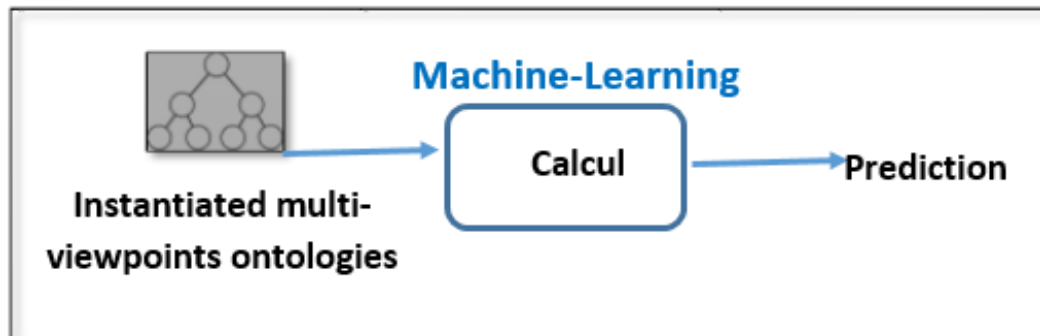 Machine-Learning
Calcul
Prediction
Instantiated multi-
viewpoints ontologies